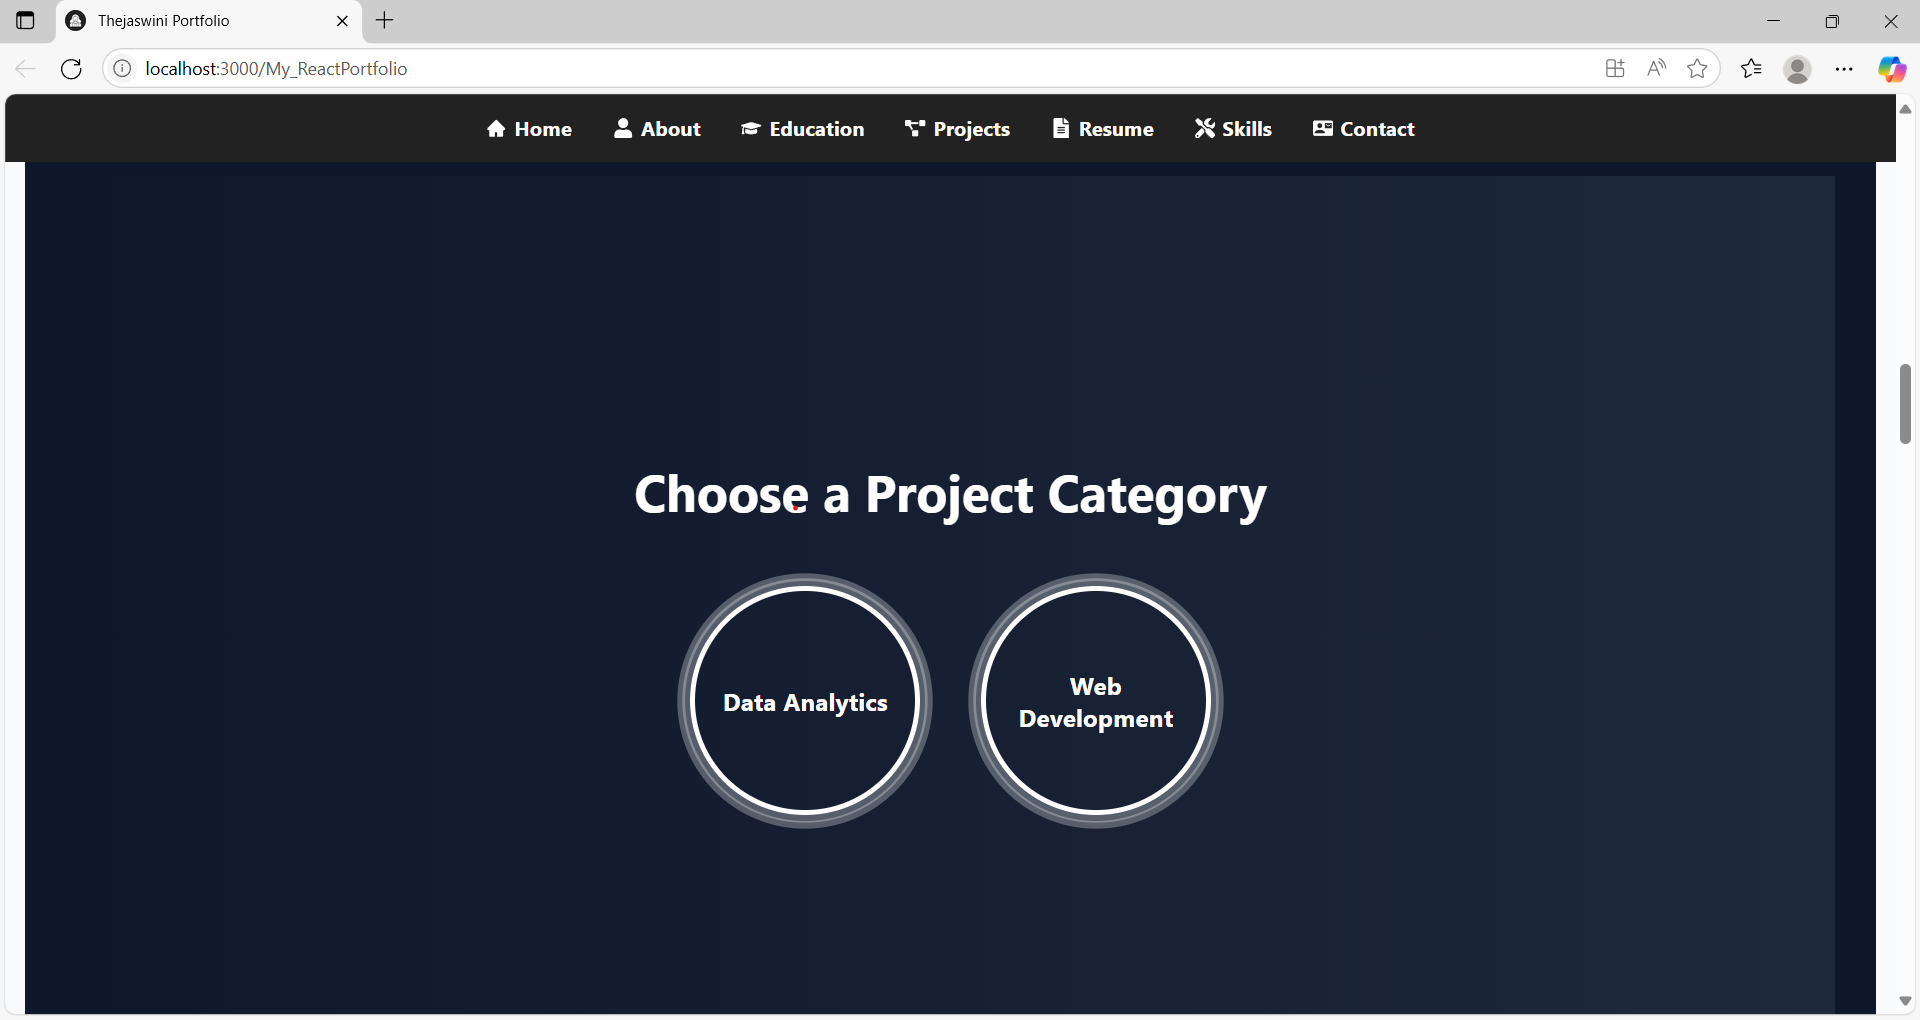 Thejaswini Portfolio
localhost:3000/My_ReactPortfolio
Home About Education Projects Resume Skills Contact
Choose a Project Category
Data Analytics
Web
Development